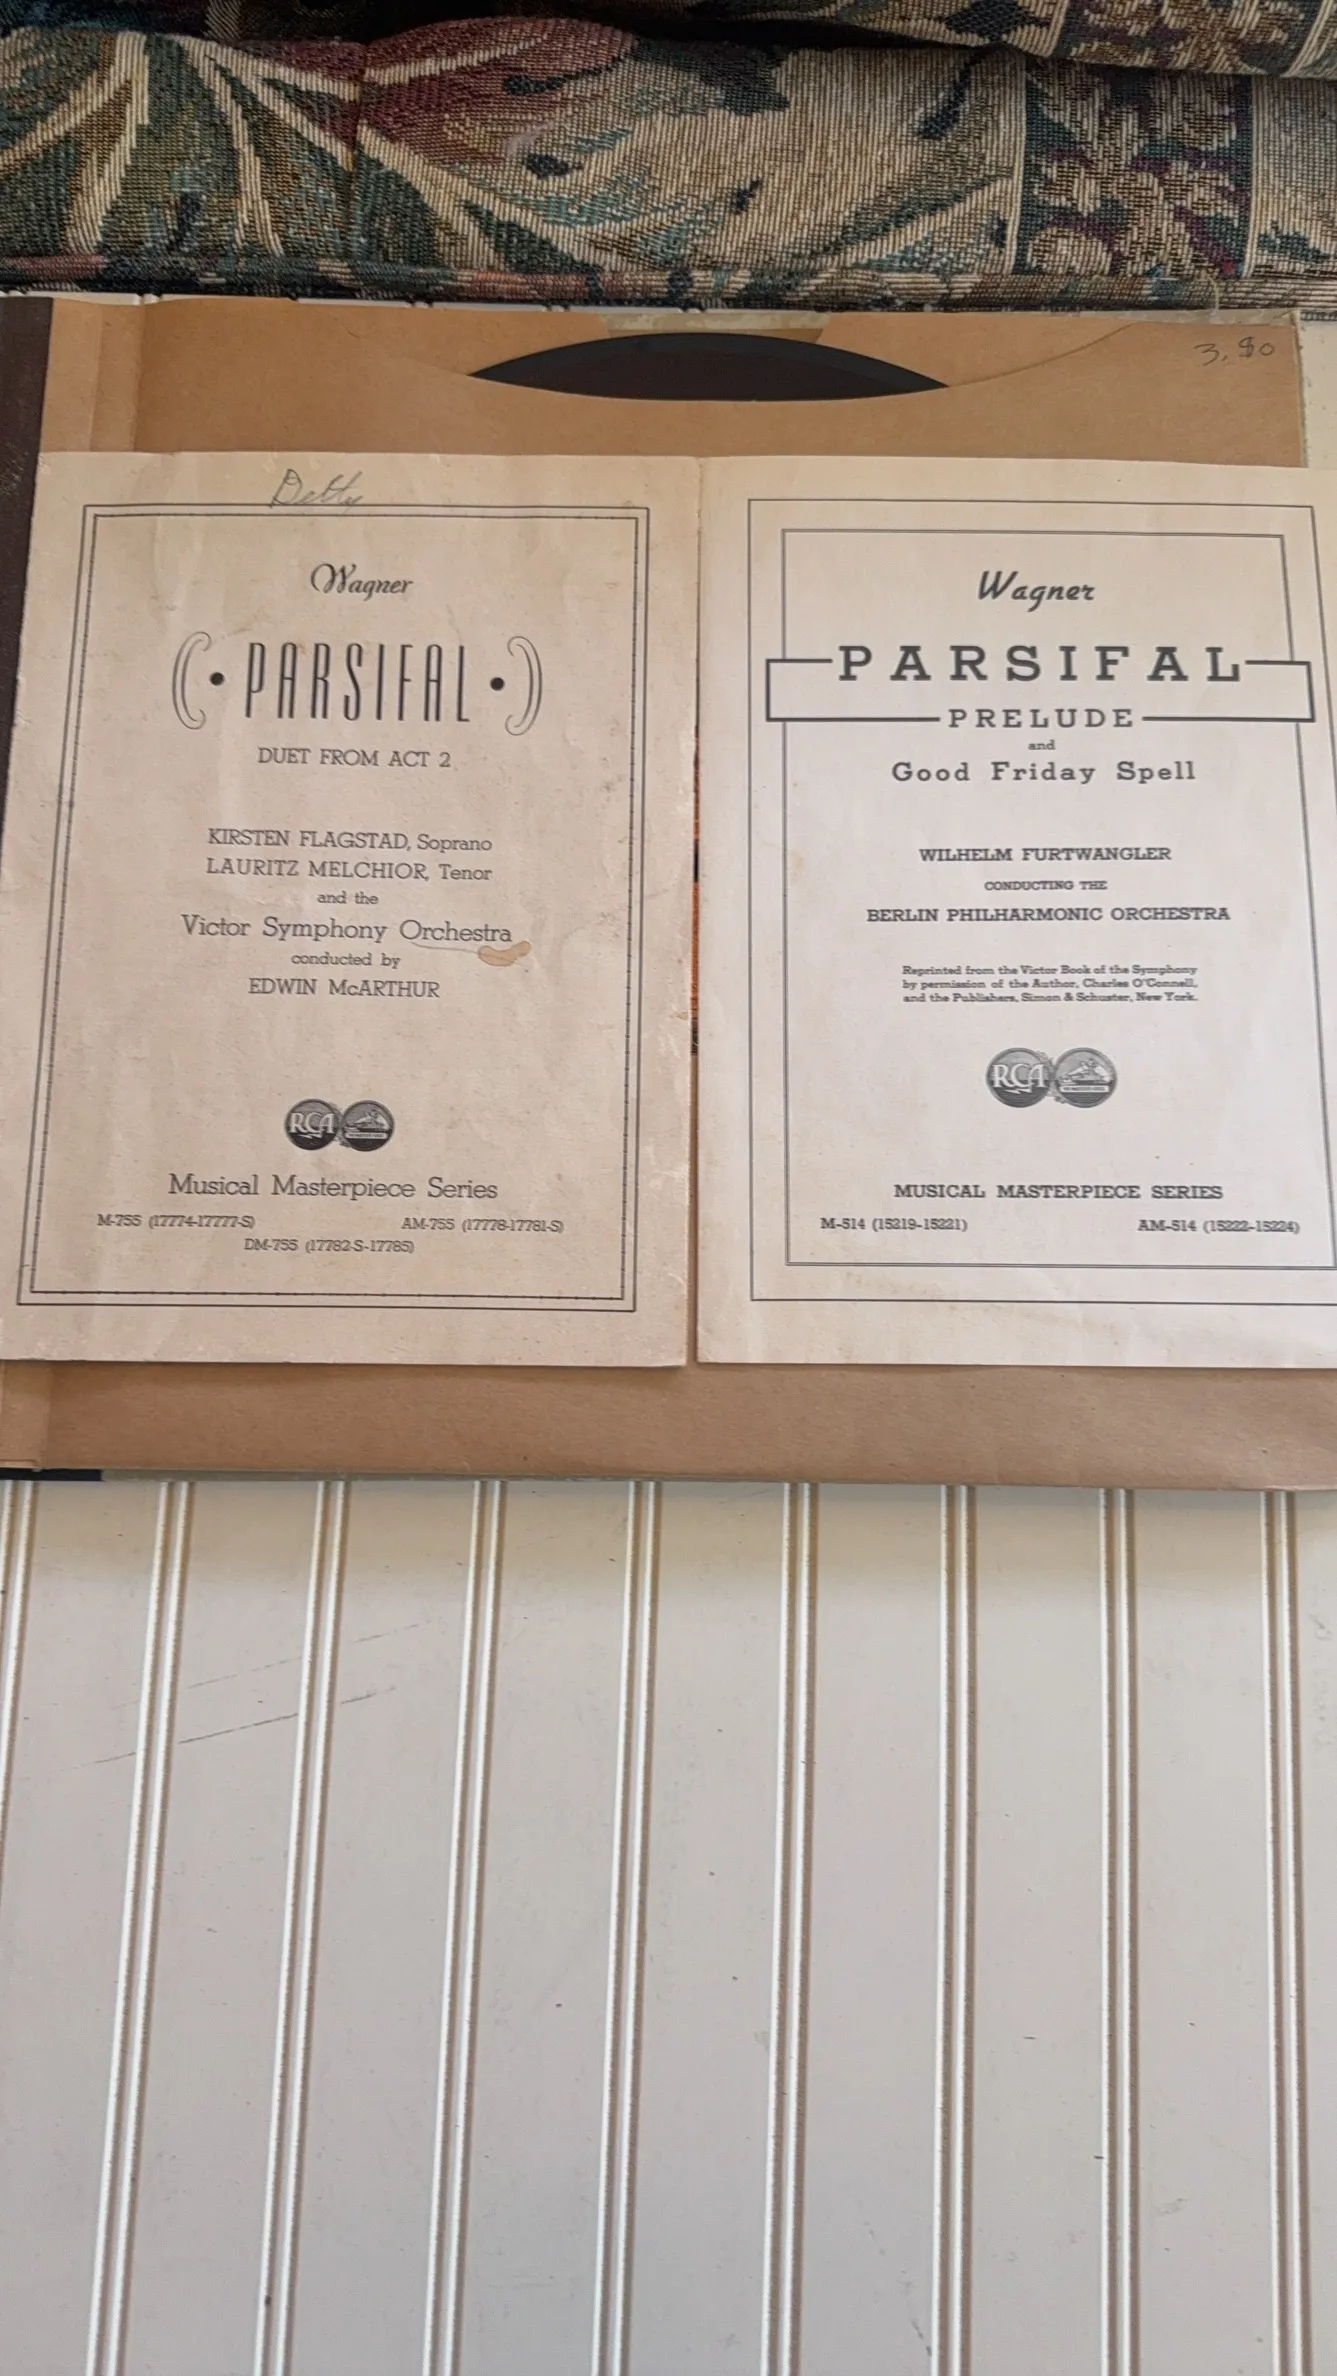 3.80
Betty
Wagner
PARSIFAL
DUET FROM ACT 2
KIRSTEN FLAGSTAD, Soprano
LAURITZ MELCHIOR, Tenor
and the
Victor Symphony Orchestra
conducted by
EDWIN McARTHUR
RCA
Musical Masterpiece Series
M-755 (17774-17777-S) AM-755 (17778-17781-S)
DM-755 (17782-S-17785)
Wagner
PARSIFAL
PRELUDE
and
Good Friday Spell
WILHELM FURTWANGLER
CONDUCTING THE
BERLIN PHILHARMONIC ORCHESTRA
Reprinted from the Victor Book of the Symphony
by permission of the Author, Charles O'Connell,
and the Publishers, Simon & Schuster, New York.
RCA
MUSICAL MASTERPIECE SERIES
M-514 (15219-15221) AM-514 (15222-15224)